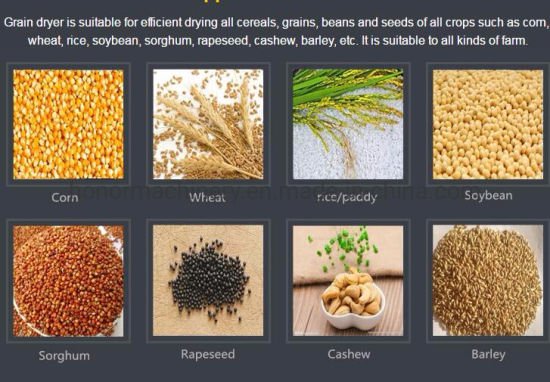 Grain dryer is suitable for efficient drying all cereals, grains, beans and seeds of all crops such as corn,
wheat, rice, soybean, sorghum, rapeseed, cashew, barley, etc. It is suitable to all kinds of farm.
Corn
Wheat
rice/paddy
Soybean
Sorghum
Rapeseed
Cashew
Barley